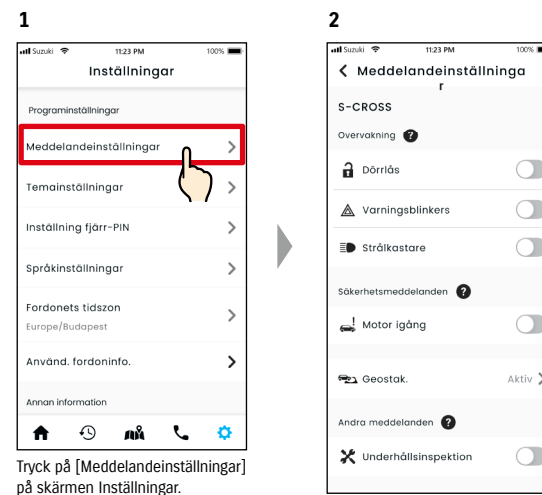 1
Suzuki 11:23 PM 100%
Inställningar
Programinställningar
Meddelandeinställningar
Temainställningar
Inställning fjärr-PIN
Språkinställningar
Fordonets tidszon
Europe/Budapest
Använd. fordoninfo.
Annan information
Tryck på [Meddelandeinställningar]
på skärmen Inställningar.
2
Suzuki 11:23 PM 100%
Meddelandeinställninga
r
S-CROSS
Overvakning ?
Dörrlås
Varningsblinkers
Strålkastare
Säkerhetsmeddelanden ?
Motor igång
Geostak. Aktiv
Andra meddelanden ?
Underhållsinspektion